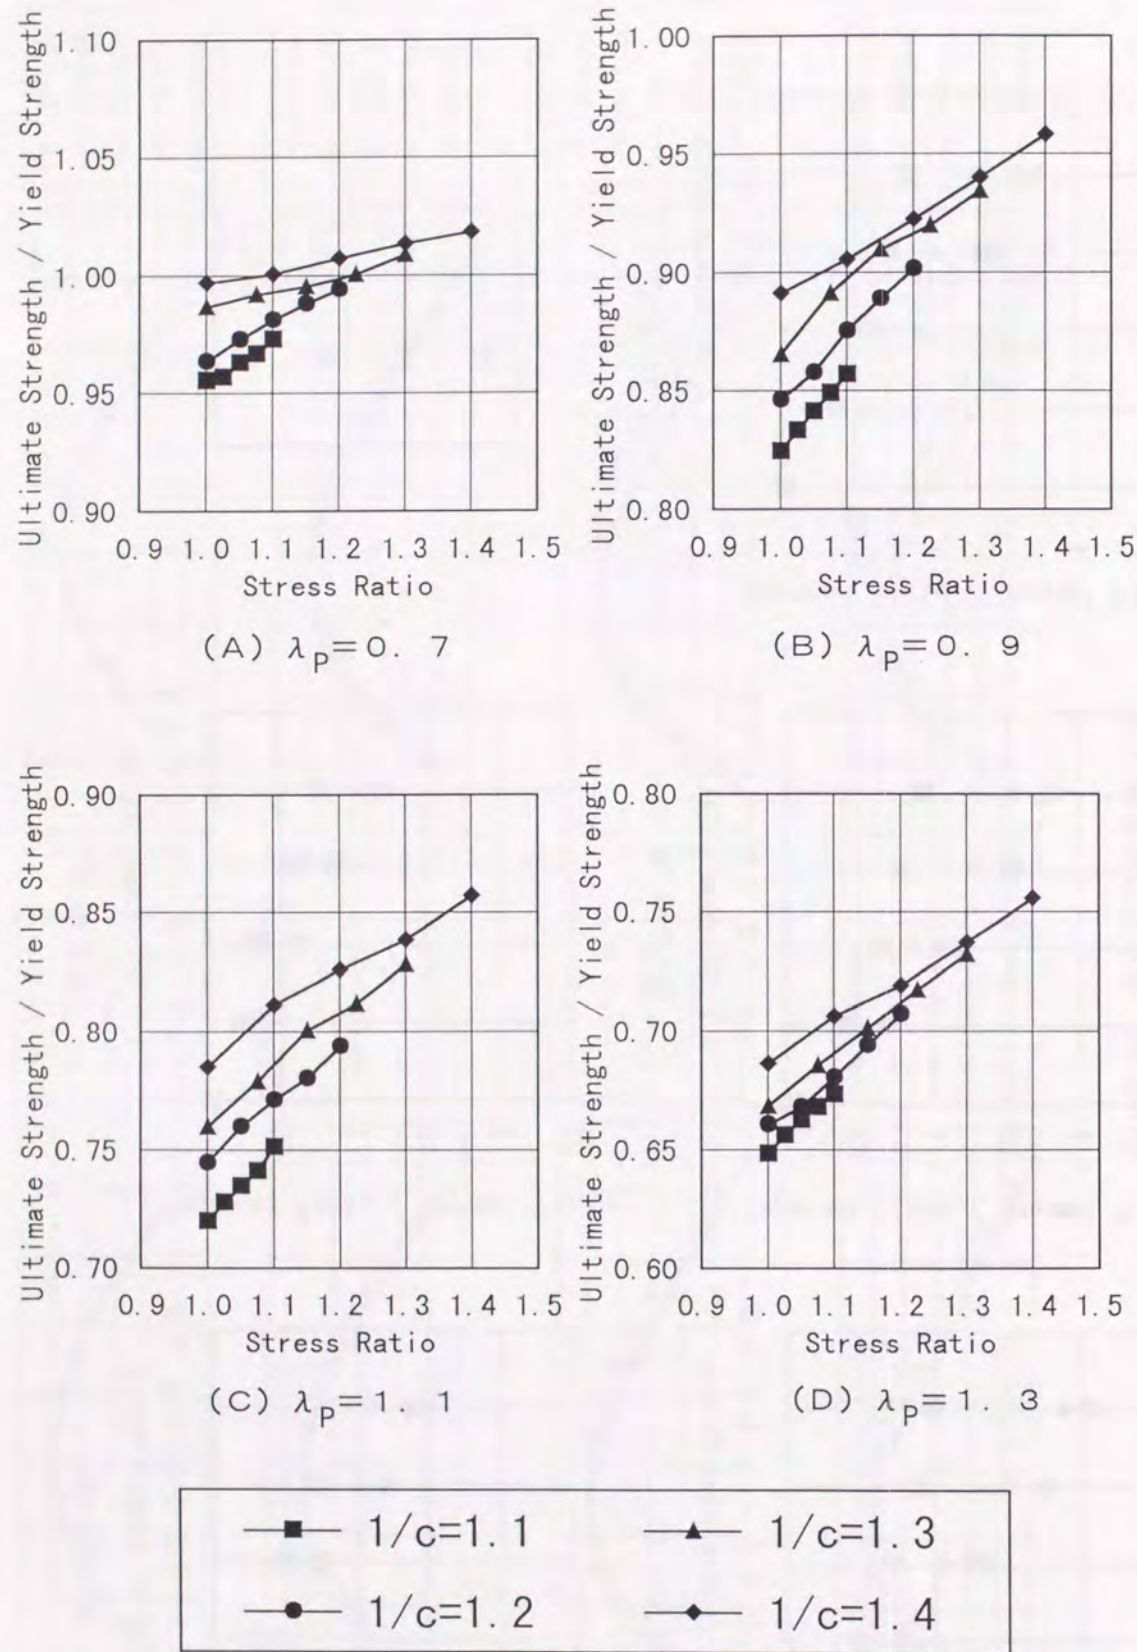 Ultimate Strength / Yield Strength
1.10
1.05
1.00
0.95
0.90
0.9 1.0 1.1 1.2 1.3 1.4 1.5
Stress Ratio
(A) λp=0.7
Ultimate Strength / Yield Strength
1.00
0.95
0.90
0.85
0.80
0.9 1.0 1.1 1.2 1.3 1.4 1.5
Stress Ratio
(B) λp=0.9
Ultimate Strength / Yield Strength
0.90
0.85
0.80
0.75
0.70
0.9 1.0 1.1 1.2 1.3 1.4 1.5
Stress Ratio
(C) λp=1.1
Ultimate Strength / Yield Strength
0.80
0.75
0.70
0.65
0.60
0.9 1.0 1.1 1.2 1.3 1.4 1.5
Stress Ratio
(D) λp=1.3
1/c=1.1
1/c=1.3
1/c=1.2
1/c=1.4